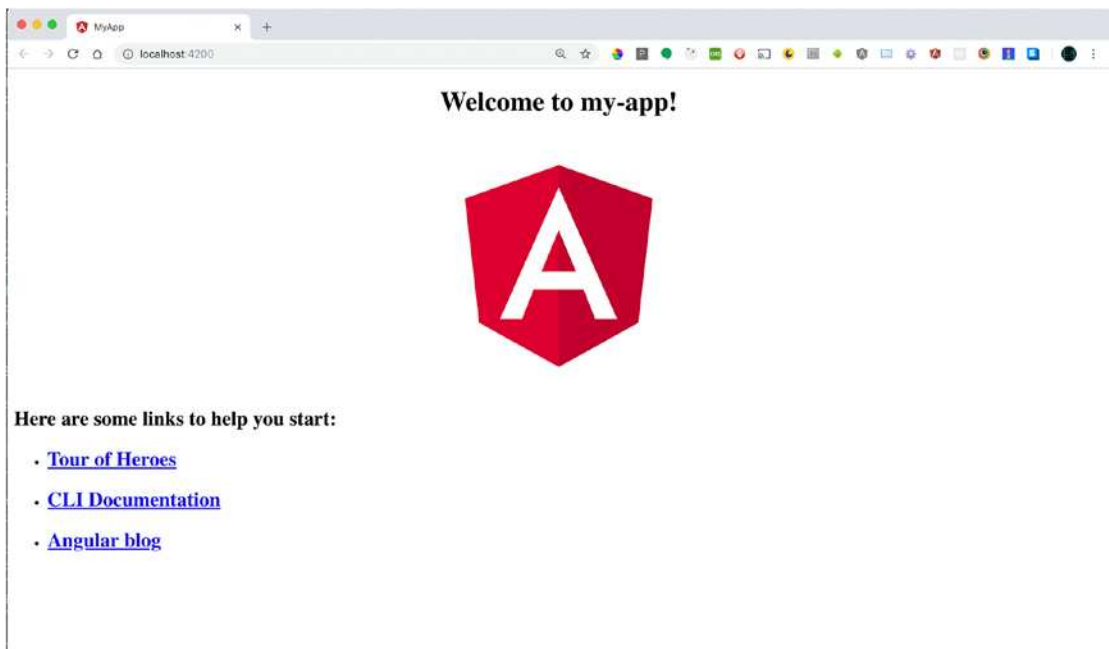 MyApp
localhost:4200
Welcome to my-app!
A
Here are some links to help you start:
Tour of Heroes
CLI Documentation
Angular blog